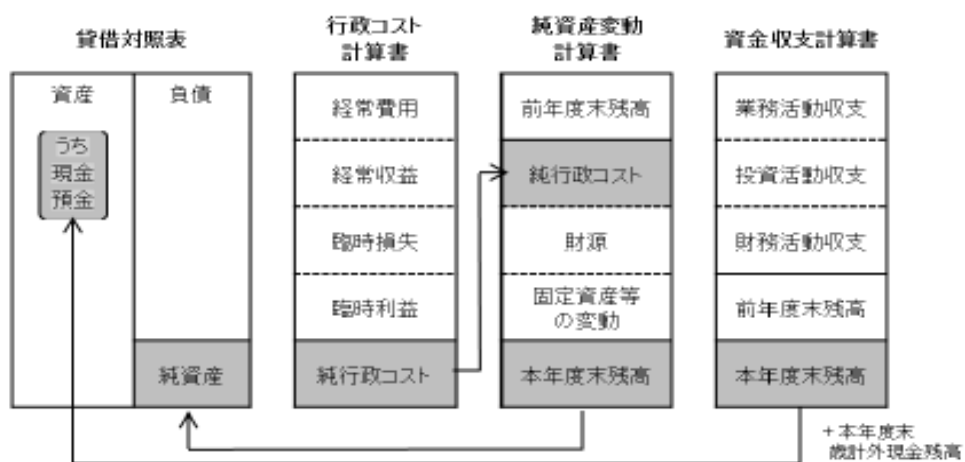 貸借対照表
資産
負債
うち
現金
預金
純資産
行政コスト
計算書
経常費用
経常収益
臨時損失
臨時利益
純行政コスト
純資産変動
計算書
前年度末残高
純行政コスト
財源
固定資産等
の変動
本年度末残高
資金収支計算書
業務活動収支
投資活動収支
財務活動収支
前年度末残高
本年度末残高
+本年度末
歳計外現金残高